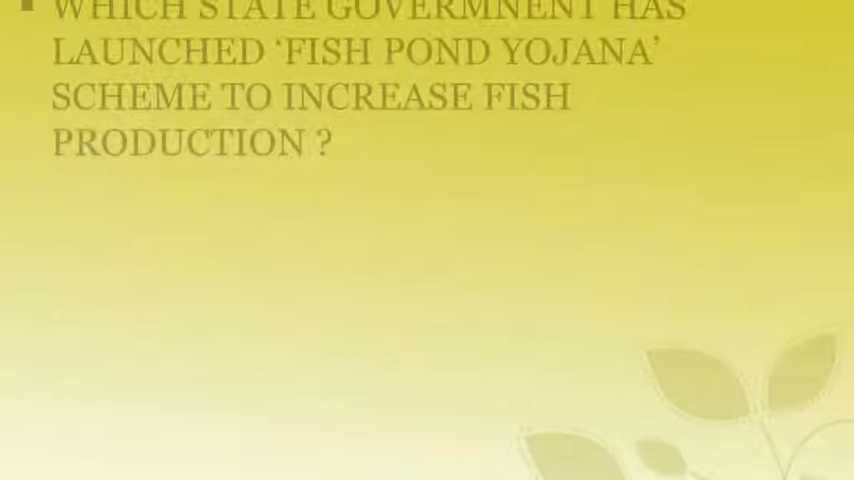 WHICH STATE GOVERMNENT HAS
LAUNCHED ‘FISH POND YOJANA’
SCHEME TO INCREASE FISH
PRODUCTION ?